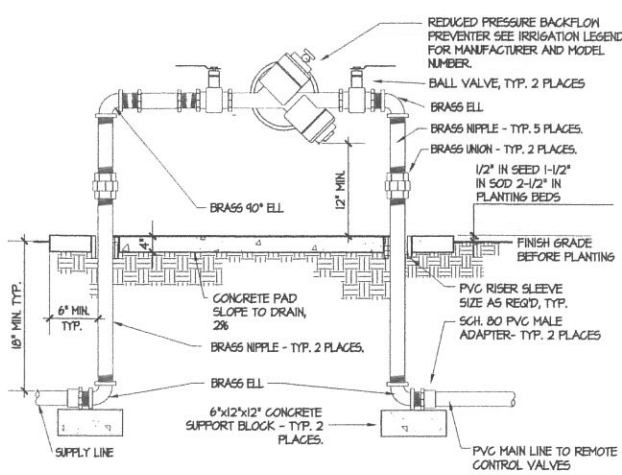 REDUCED PRESSURE BACKFLOW
PREVENTER SEE IRRIGATION LEGEND
FOR MANUFACTURER AND MODEL
NUMBER.
BALL VALVE, TYP. 2 PLACES
BRASS ELL
BRASS NIPPLE - TYP. 5 PLACES.
BRASS UNION - TYP. 2 PLACES.
1/2" IN SEED 1-1/2"
IN SOD 2-1/2" IN
PLANTING BEDS
12" MIN.
BRASS 90° ELL
4"
FINISH GRADE
BEFORE PLANTING
18" MIN. TYP.
6" MIN.
TYP.
CONCRETE PAD
SLOPE TO DRAIN,
2%
PVC RISER SLEEVE
SIZE AS REQ'D, TYP.
SCH. 80 PVC MALE
ADAPTER- TYP. 2 PLACES
BRASS NIPPLE - TYP. 2 PLACES.
BRASS ELL
6"x12"x12" CONCRETE
SUPPORT BLOCK - TYP. 2
PLACES.
SUPPLY LINE
PVC MAIN LINE TO REMOTE
CONTROL VALVES